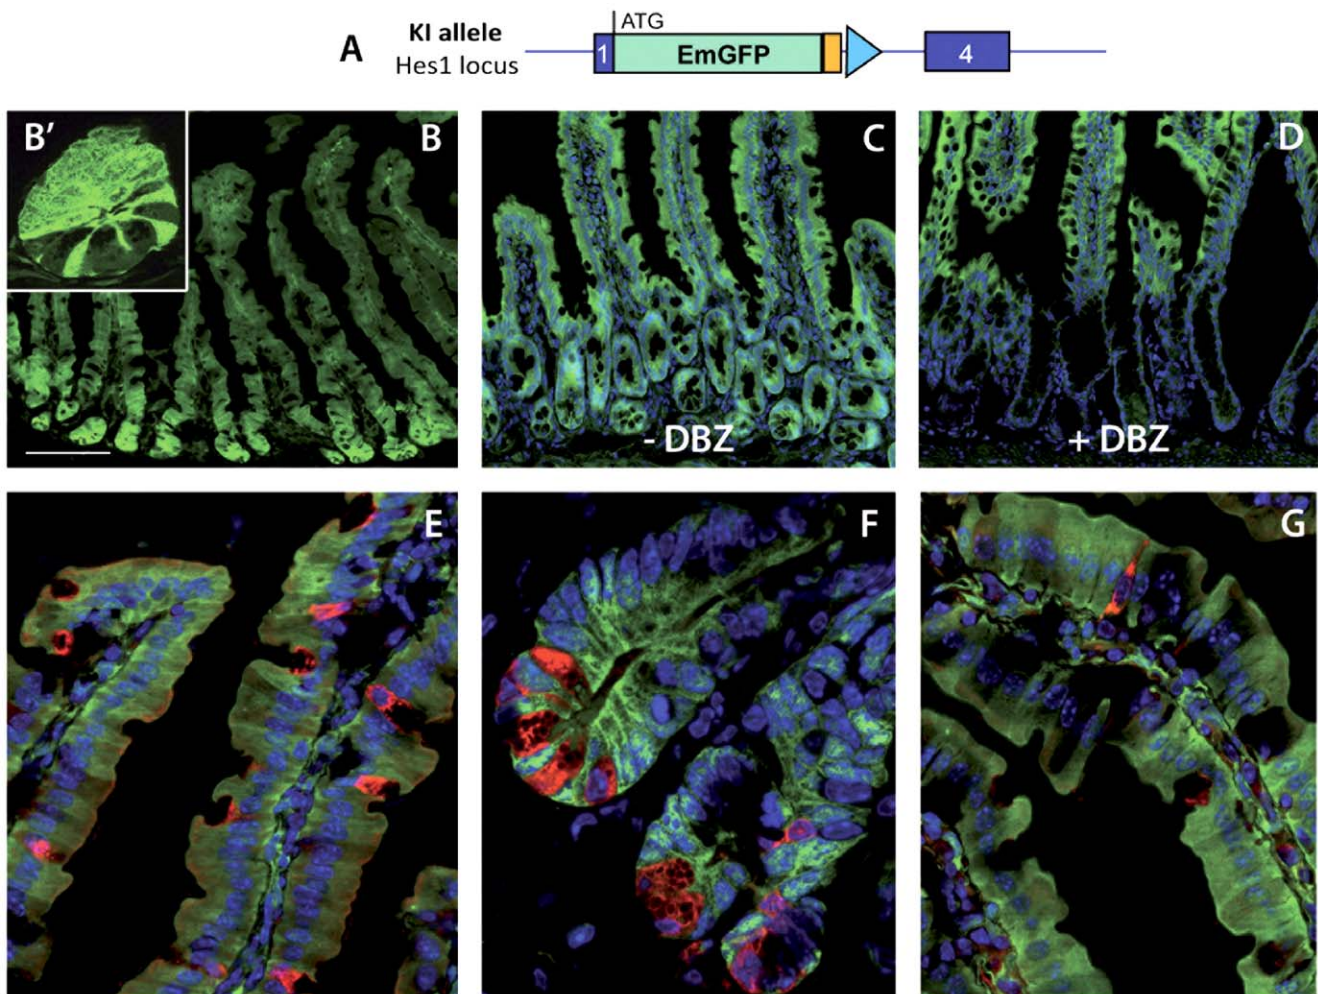 A
KI allele
Hes1 locus
ATG
1
EmGFP
4
B′
B
C
- DBZ
D
+ DBZ
E
F
G